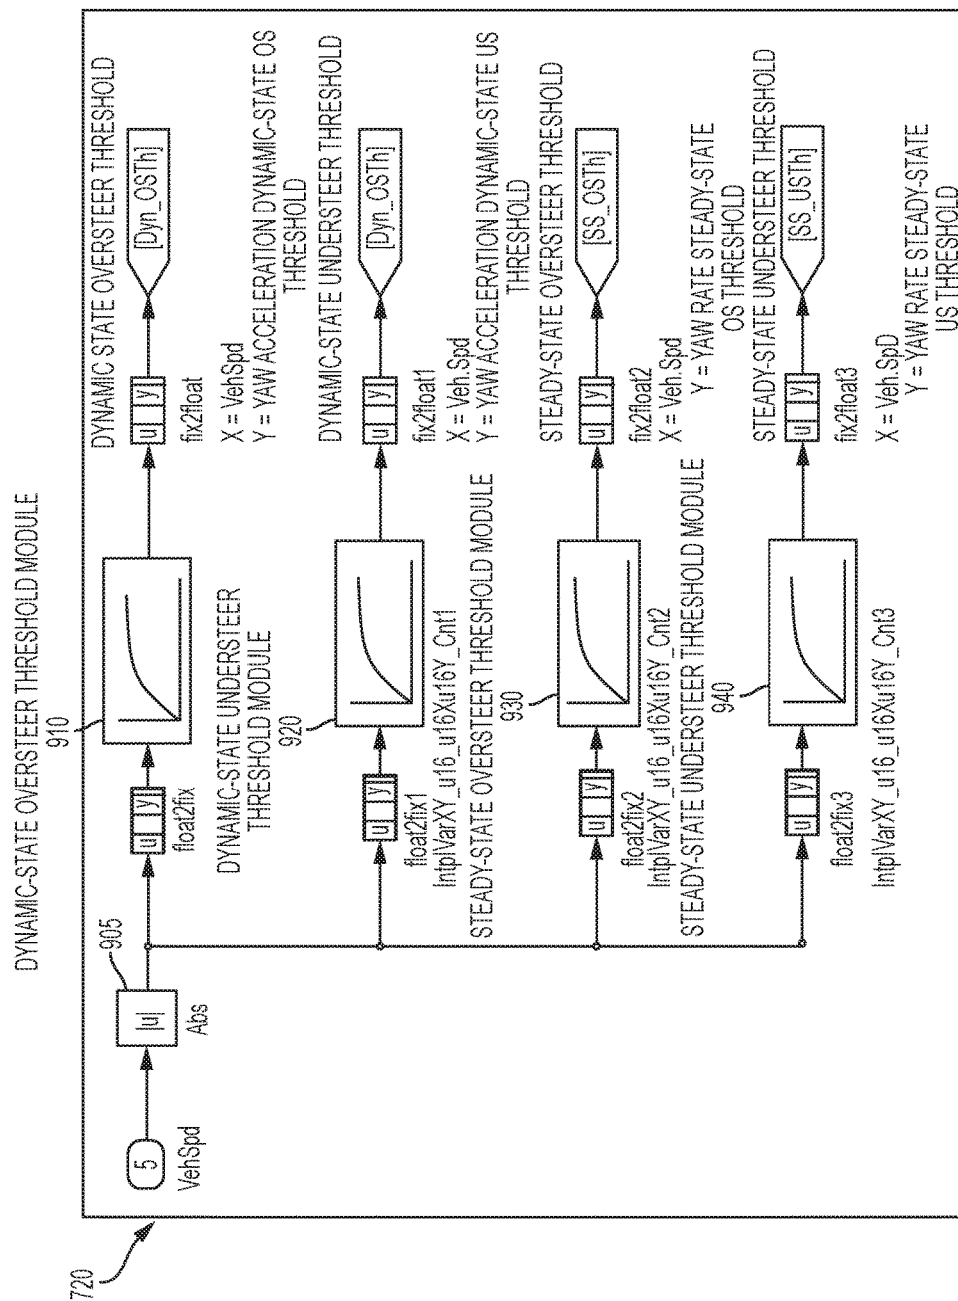 DYNAMIC-STATE OVERSTEER THRESHOLD MODULE
720
5
VehSpd
|u|
Abs
905
u y
float2fix
910
u y
fix2float
DYNAMIC STATE OVERSTEER THRESHOLD
[Dyn_OSTh]
X = VehSpd
Y = YAW ACCELERATION DYNAMIC-STATE OS
THRESHOLD
DYNAMIC-STATE UNDERSTEER
THRESHOLD MODULE
920
u y
float2fix1
IntplVarXY_u16_u16Xu16Y_Cnt1
u y
fix2float1
DYNAMIC-STATE UNDERSTEER THRESHOLD
[Dyn_OSTh]
X = Veh.Spd
Y = YAW ACCELERATION DYNAMIC-STATE US
THRESHOLD
STEADY-STATE OVERSTEER THRESHOLD MODULE
930
u y
float2fix2
IntplVarXY_u16_u16Xu16Y_Cnt2
u y
fix2float2
STEADY-STATE OVERSTEER THRESHOLD
[SS_OSTh]
X = Veh.Spd
Y = YAW RATE STEADY-STATE
OS THRESHOLD
STEADY-STATE UNDERSTEER THRESHOLD MODULE
940
u y
float2fix3
IntplVarXY_u16_u16Xu16Y_Cnt3
u y
fix2float3
STEADY-STATE UNDERSTEER THRESHOLD
[SS_USTh]
X = Veh.SpD
Y = YAW RATE STEADY-STATE
US THRESHOLD